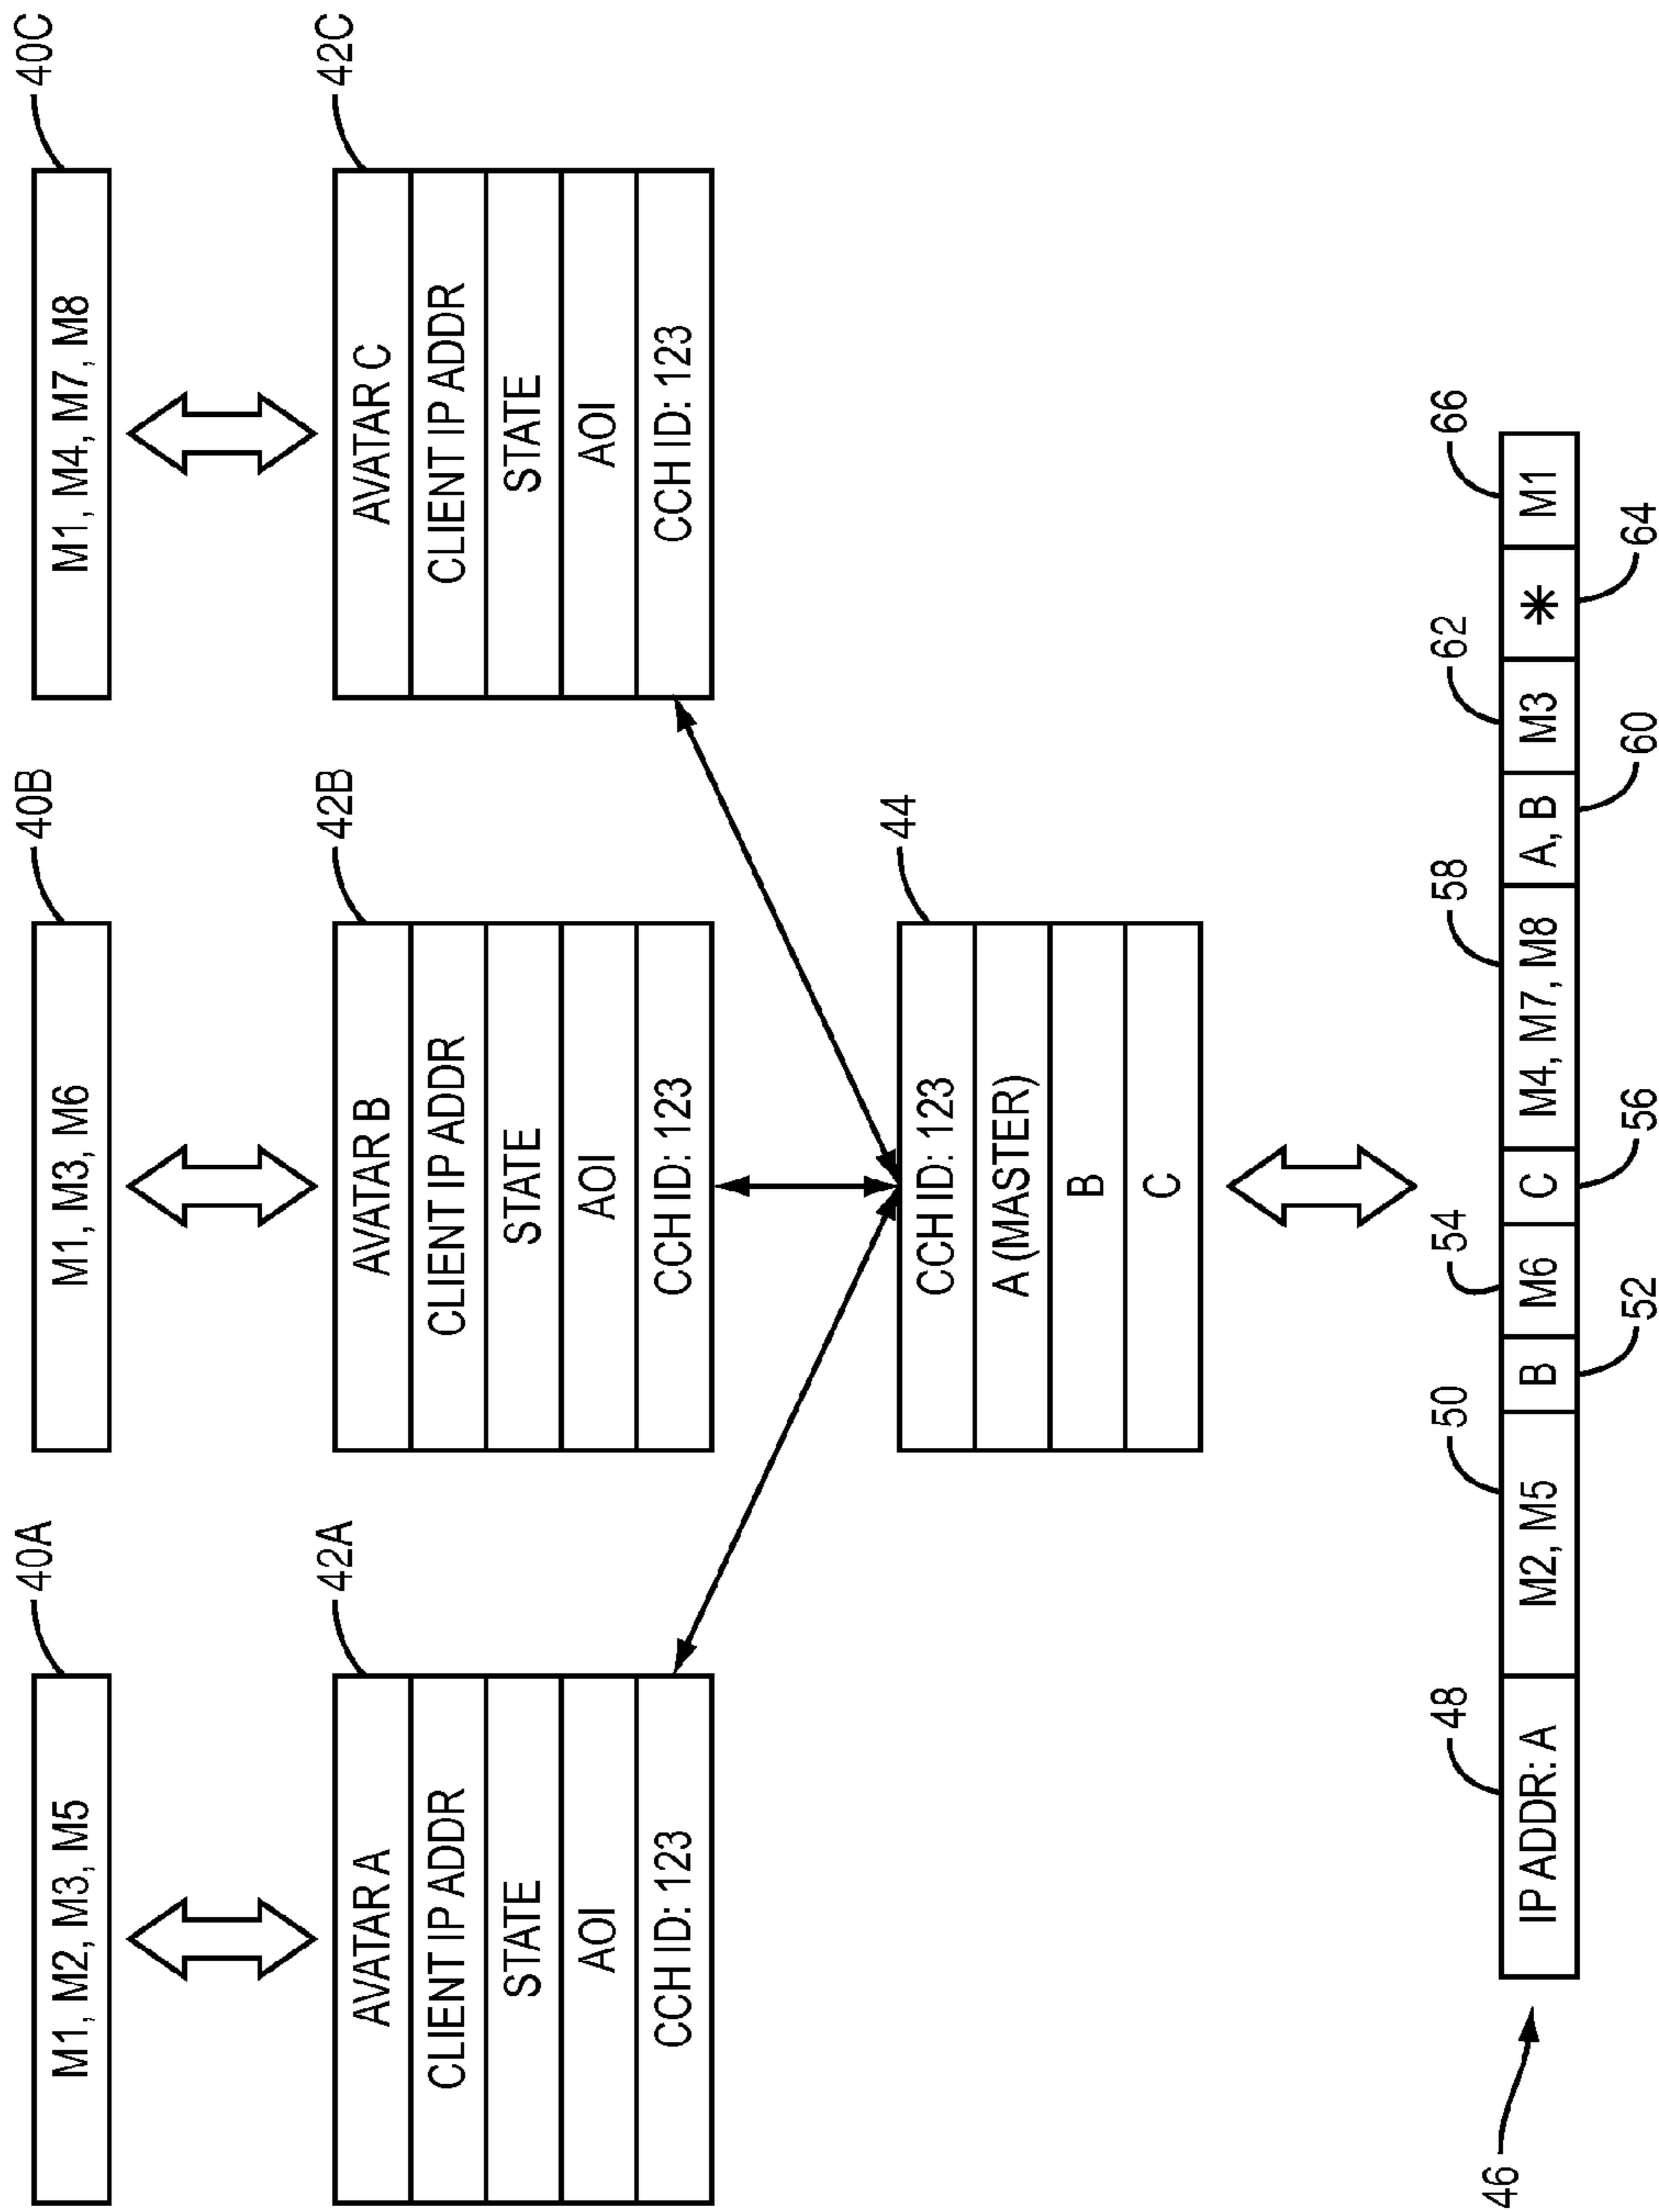 40A
40B
40C
M1, M2, M3, M5
M1, M3, M6
M1, M4, M7, M8
42A
42B
42C
AVATAR A
CLIENT IP ADDR
STATE
AOI
CCH ID: 123
AVATAR B
CLIENT IP ADDR
STATE
AOI
CCH ID: 123
AVATAR C
CLIENT IP ADDR
STATE
AOI
CCH ID: 123
44
CCH ID: 123
A (MASTER)
B
C
48
50
54
58
62
66
IP ADDR: A
M2, M5
B
M6
C
M4, M7, M8
A, B
M3
*
M1
46
52
56
60
64